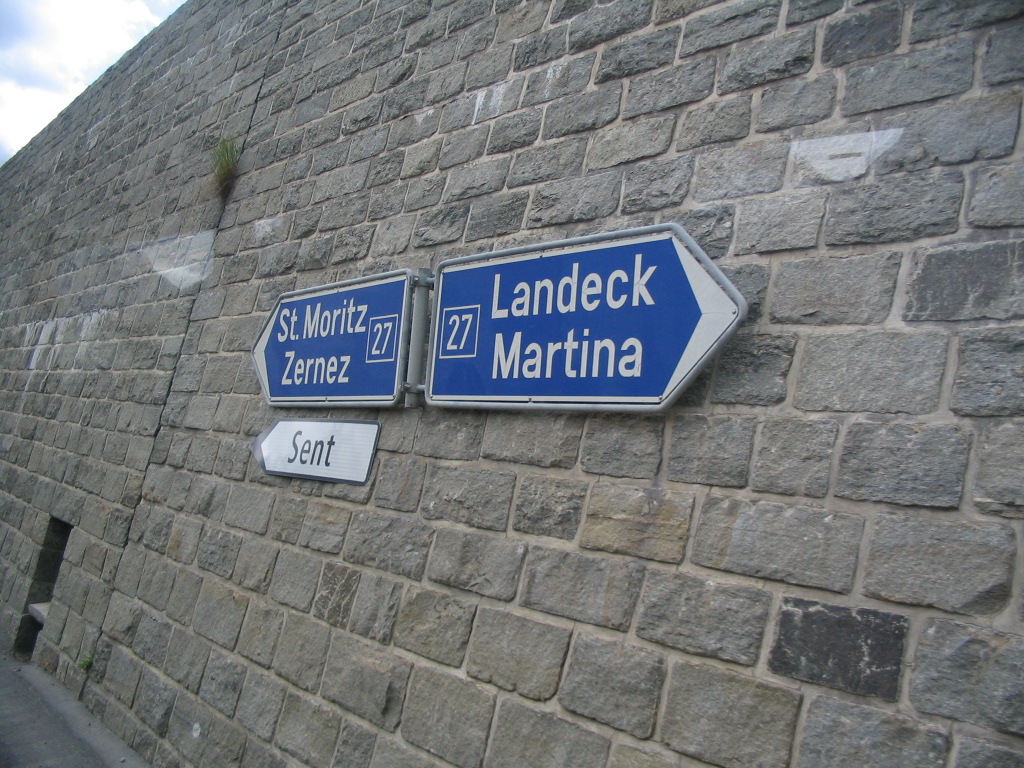 St. Moritz
Zernez
27
27
Landeck
Martina
Sent